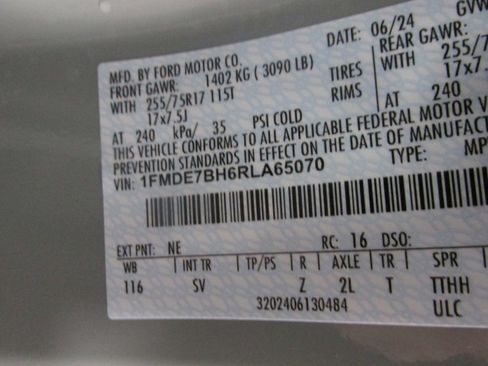 DATE: 06/24 GVW
MFD. BY FORD MOTOR CO.
FRONT GAWR: 1402 KG ( 3090 LB) REAR GAWR:
WITH 255/75R17 115T TIRES 255/7
17x7.5J RIMS 17x7.
AT 240 kPa/ 35 PSI COLD AT 240
THIS VEHICLE CONFORMS TO ALL APPLICABLE FEDERAL MOTOR V
PREVENTION STANDARDS IN EFFECT ON THE DATE OF MANUFACT
VIN: 1FMDE7BH6RLA65070 TYPE: MP
EXT PNT: NE RC: 16 DSO:
WB INT TR TP/PS R AXLE TR SPR
116 SV Z 2L T TTHH
3202406130484 ULC